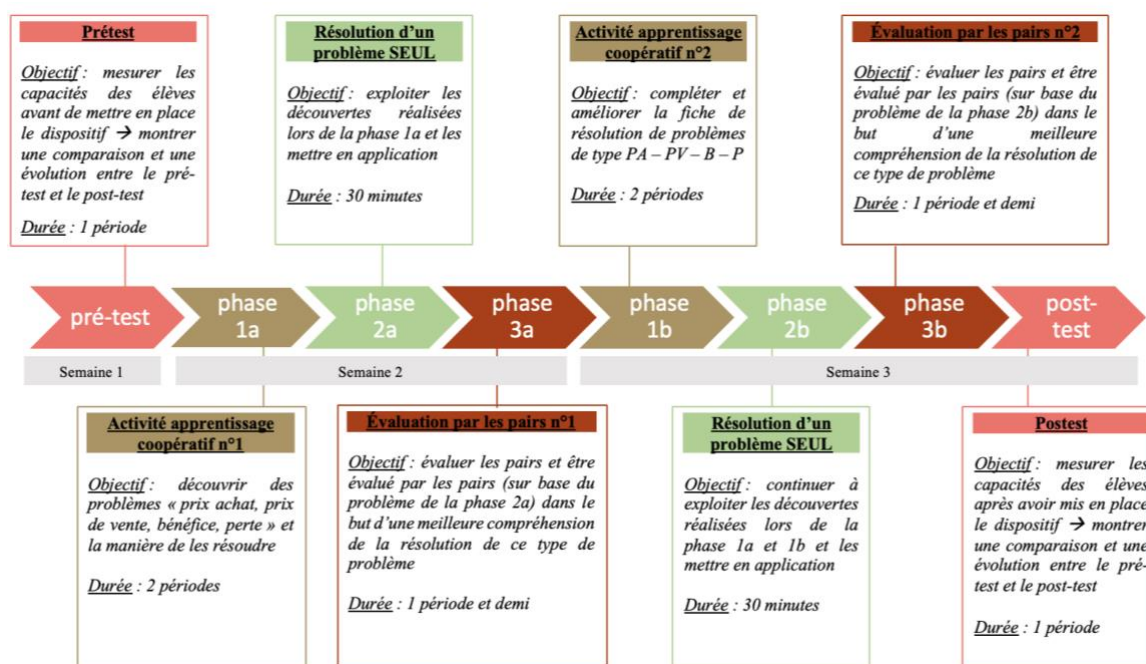 Prétest
Objectif : mesurer les
capacités des élèves
avant de mettre en place
le dispositif → montrer
une comparaison et une
évolution entre le pré-
test et le post-test
Durée : 1 période
Résolution d'un
problème SEUL
Objectif : exploiter les
découvertes réalisées
lors de la phase 1a et les
mettre en application
Durée : 30 minutes
Activité apprentissage
coopératif n°2
Objectif : compléter et
améliorer la fiche de
résolution de problèmes
de type PA – PV – B – P
Durée : 2 périodes
Évaluation par les pairs n°2
Objectif : évaluer les pairs et être
évalué par les pairs (sur base du
problème de la phase 2b) dans le
but d'une meilleure
compréhension de la résolution de
ce type de problème
Durée : 1 période et demi
pré-test
phase
1a
phase
2a
phase
3a
phase
1b
phase
2b
phase
3b
post-
test
Semaine 1
Semaine 2
Semaine 3
Activité apprentissage
coopératif n°1
Objectif : découvrir des
problèmes « prix achat, prix
de vente, bénéfice, perte » et
la manière de les résoudre
Durée : 2 périodes
Évaluation par les pairs n°1
Objectif : évaluer les pairs et être
évalué par les pairs (sur base du
problème de la phase 2a) dans le
but d'une meilleure compréhension
de la résolution de ce type de
problème
Durée : 1 période et demi
Résolution d'un
problème SEUL
Objectif : continuer à
exploiter les découvertes
réalisées lors de la
phase 1a et 1b et les
mettre en application
Durée : 30 minutes
Postest
Objectif : mesurer les
capacités des élèves
après avoir mis en place
le dispositif → montrer
une comparaison et une
évolution entre le pré-
test et le post-test
Durée : 1 période